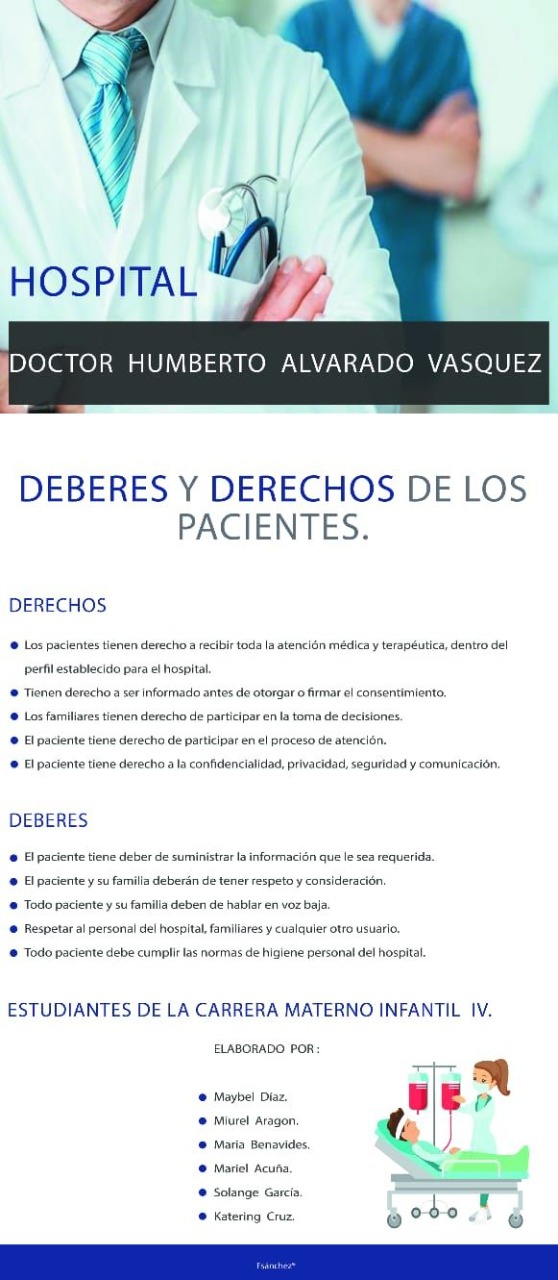 HOSPITAL
DOCTOR HUMBERTO ALVARADO VASQUEZ
DEBERES Y DERECHOS DE LOS
PACIENTES.
DERECHOS
● Los pacientes tienen derecho a recibir toda la atención médica y terapéutica, dentro del
perfil establecido para el hospital.
● Tienen derecho a ser informado antes de otorgar o firmar el consentimiento.
● Los familiares tienen derecho de participar en la toma de decisiones.
● El paciente tiene derecho de participar en el proceso de atención.
● El paciente tiene derecho a la confidencialidad, privacidad, seguridad y comunicación.
DEBERES
● El paciente tiene deber de suministrar la información que le sea requerida.
● El paciente y su familia deberán de tener respeto y consideración.
● Todo paciente y su familia deben de hablar en voz baja.
● Respetar al personal del hospital, familiares y cualquier otro usuario.
● Todo paciente debe cumplir las normas de higiene personal del hospital.
ESTUDIANTES DE LA CARRERA MATERNO INFANTIL IV.
ELABORADO POR :
● Maybel Díaz.
● Miurel Aragon.
● Maria Benavides.
● Mariel Acuña.
● Solange García.
● Katering Cruz.
Fsánchez*